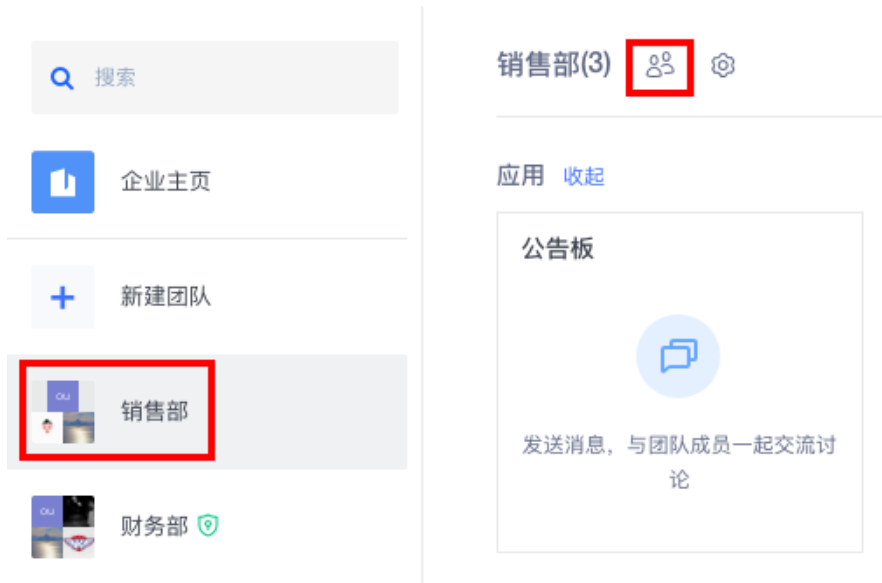 搜索
企业主页
新建团队
OU
销售部
OU
财务部
销售部(3)
应用 收起
公告板
发送消息，与团队成员一起交流讨
论